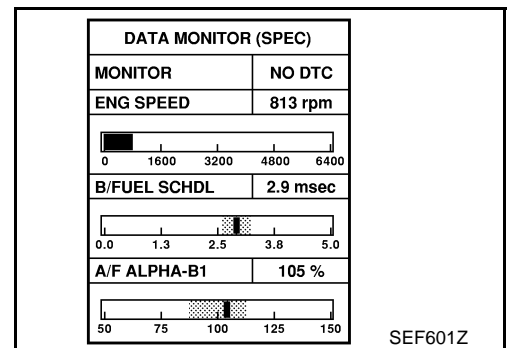 DATA MONITOR (SPEC)
MONITOR NO DTC
ENG SPEED 813 rpm
0 1600 3200 4800 6400
B/FUEL SCHDL 2.9 msec
0.0 1.3 2.5 3.8 5.0
A/F ALPHA-B1 105 %
50 75 100 125 150
SEF601Z